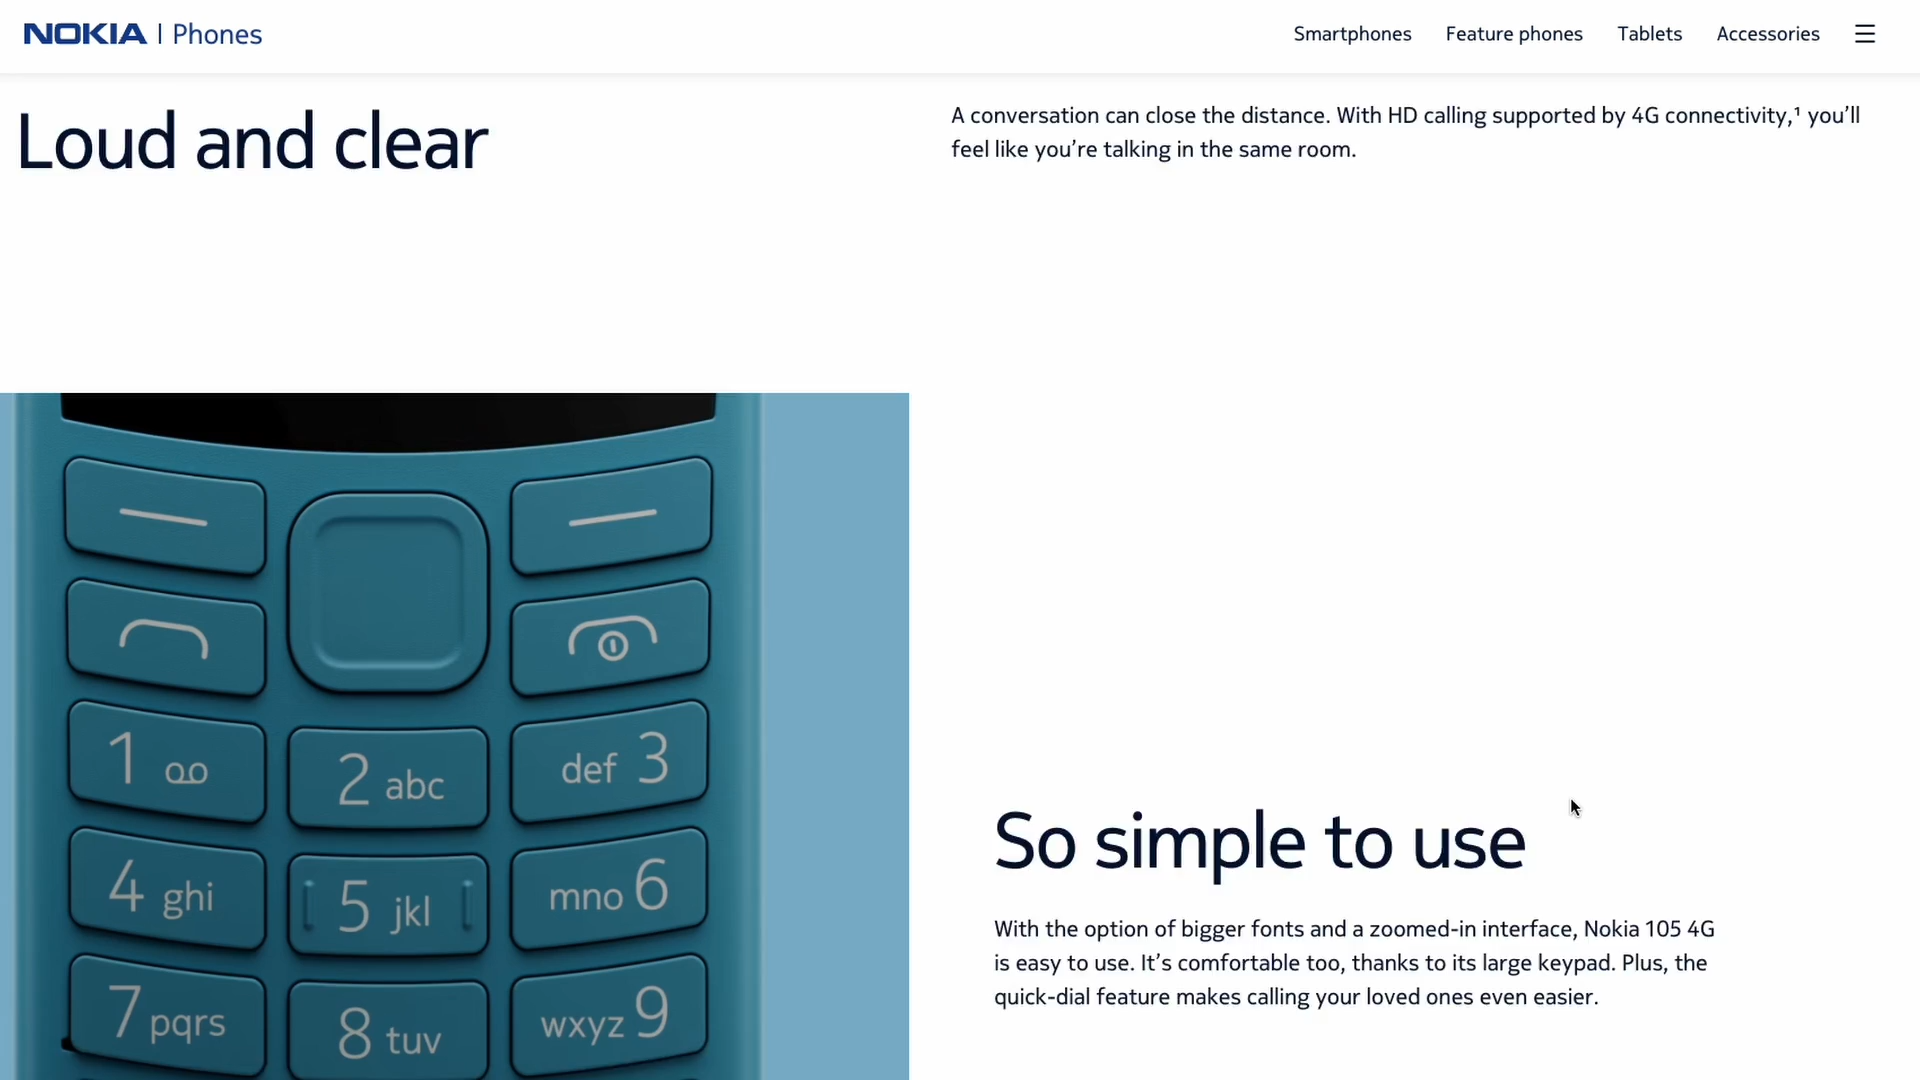 NOKIA | Phones
Smartphones
Feature phones
Tablets
Accessories
Loud and clear
A conversation can close the distance. With HD calling supported by 4G connectivity,¹ you’ll
feel like you’re talking in the same room.
1
2 abc
def 3
4 ghi
5 jkl
mno 6
7 pqrs
8 tuv
wxyz 9
So simple to use
With the option of bigger fonts and a zoomed-in interface, Nokia 105 4G
is easy to use. It’s comfortable too, thanks to its large keypad. Plus, the
quick-dial feature makes calling your loved ones even easier.